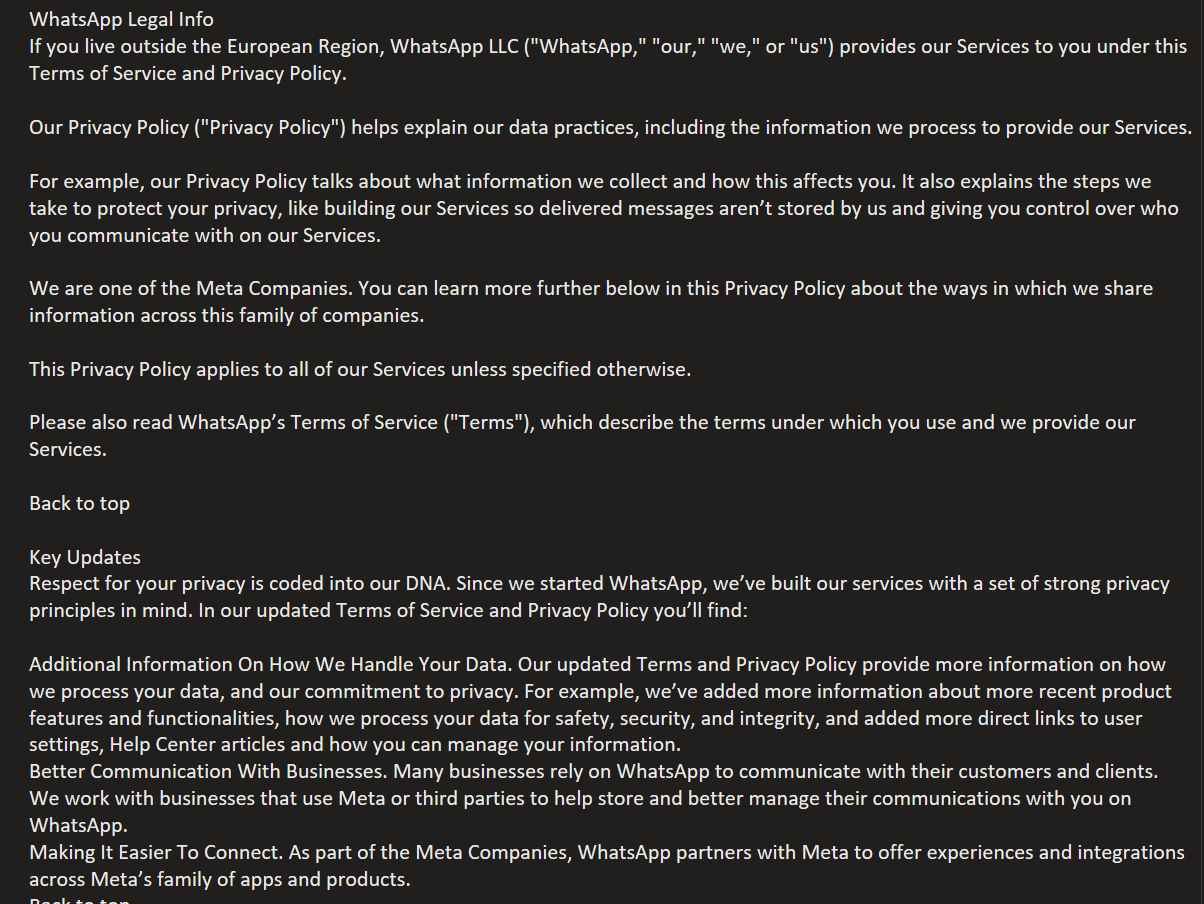 WhatsApp Legal Info
If you live outside the European Region, WhatsApp LLC ("WhatsApp," "our," "we," or "us") provides our Services to you under this
Terms of Service and Privacy Policy.
Our Privacy Policy ("Privacy Policy") helps explain our data practices, including the information we process to provide our Services.
For example, our Privacy Policy talks about what information we collect and how this affects you. It also explains the steps we
take to protect your privacy, like building our Services so delivered messages aren’t stored by us and giving you control over who
you communicate with on our Services.
We are one of the Meta Companies. You can learn more further below in this Privacy Policy about the ways in which we share
information across this family of companies.
This Privacy Policy applies to all of our Services unless specified otherwise.
Please also read WhatsApp’s Terms of Service ("Terms"), which describe the terms under which you use and we provide our
Services.
Back to top
Key Updates
Respect for your privacy is coded into our DNA. Since we started WhatsApp, we’ve built our services with a set of strong privacy
principles in mind. In our updated Terms of Service and Privacy Policy you’ll find:
Additional Information On How We Handle Your Data. Our updated Terms and Privacy Policy provide more information on how
we process your data, and our commitment to privacy. For example, we’ve added more information about more recent product
features and functionalities, how we process your data for safety, security, and integrity, and added more direct links to user
settings, Help Center articles and how you can manage your information.
Better Communication With Businesses. Many businesses rely on WhatsApp to communicate with their customers and clients.
We work with businesses that use Meta or third parties to help store and better manage their communications with you on
WhatsApp.
Making It Easier To Connect. As part of the Meta Companies, WhatsApp partners with Meta to offer experiences and integrations
across Meta’s family of apps and products.
Back to top